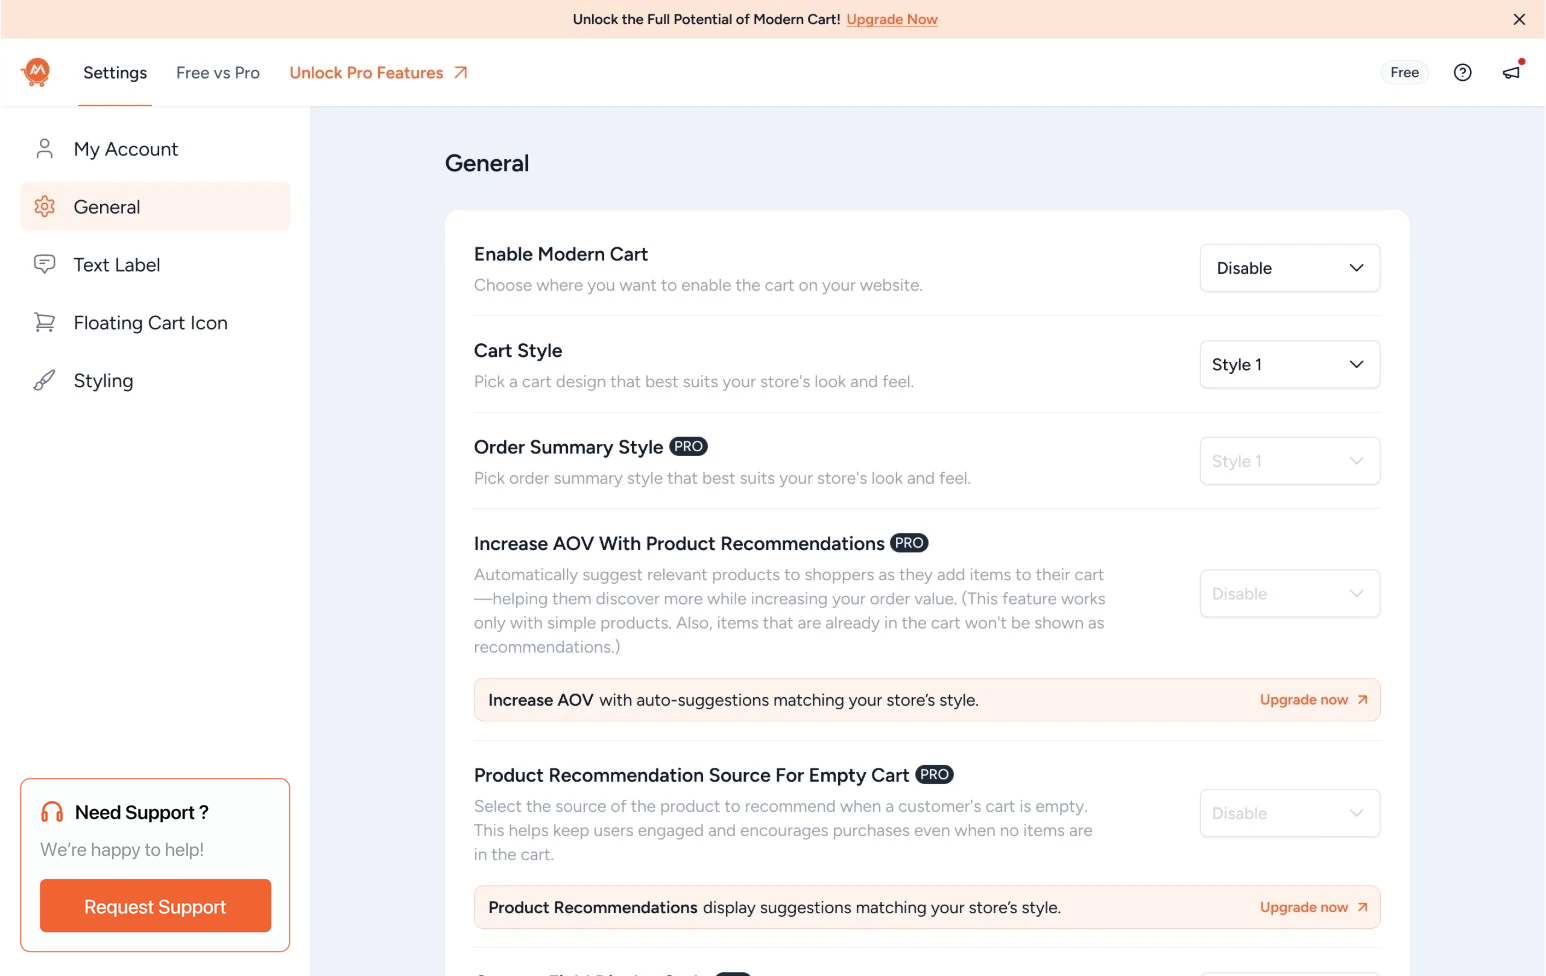 Unlock the Full Potential of Modern Cart! Upgrade Now
Settings
Free vs Pro
Unlock Pro Features
Free
My Account
General
Text Label
Floating Cart Icon
Styling
Need Support ?
We're happy to help!
Request Support
General
Enable Modern Cart
Choose where you want to enable the cart on your website.
Disable
Cart Style
Pick a cart design that best suits your store's look and feel.
Style 1
Order Summary Style PRO
Pick order summary style that best suits your store's look and feel.
Style 1
Increase AOV With Product Recommendations PRO
Automatically suggest relevant products to shoppers as they add items to their cart
—helping them discover more while increasing your order value. (This feature works
only with simple products. Also, items that are already in the cart won't be shown as
recommendations.)
Disable
Increase AOV with auto-suggestions matching your store’s style.
Upgrade now
Product Recommendation Source For Empty Cart PRO
Select the source of the product to recommend when a customer's cart is empty.
This helps keep users engaged and encourages purchases even when no items are
in the cart.
Disable
Product Recommendations display suggestions matching your store’s style.
Upgrade now